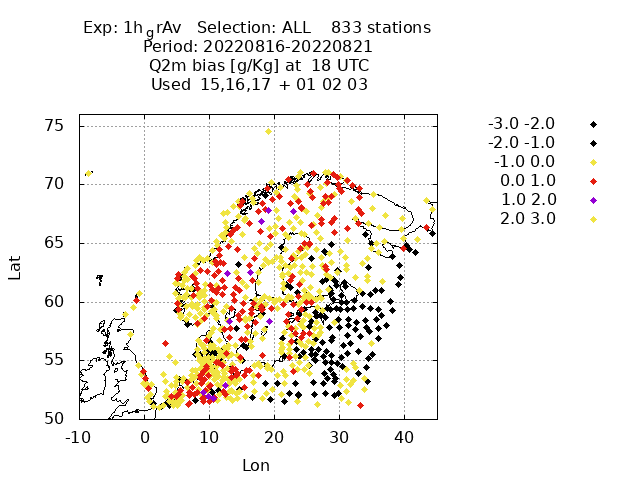 Exp: 1h g rAv Selection: ALL 833 stations
Period: 20220816-20220821
Q2m bias [g/Kg] at 18 UTC
Used 15,16,17 + 01 02 03
75
70
65
60
55
50
-10 0 10 20 30 40
Lat
Lon
-3.0 -2.0
-2.0 -1.0
-1.0 0.0
0.0 1.0
1.0 2.0
2.0 3.0